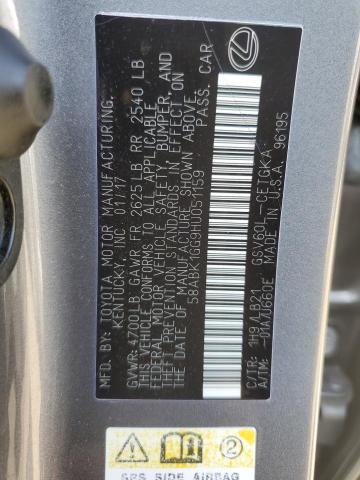 MFD. BY: TOYOTA MOTOR MANUFACTURING,
KENTUCKY, INC. 01/17
GVWR: 4700LB GAWR FR 2625 LB RR 2540 LB
THIS VEHICLE CONFORMS TO ALL APPLICABLE
FEDERAL MOTOR VEHICLE SAFETY, BUMPER, AND
THEFT PREVENTION STANDARDS IN EFFECT ON
THE DATE OF MANUFACTURE SHOWN ABOVE.
58ABK1GG9HU057159 PASS. CAR
C/TR: 1H9/LB21 GSV60L-CETGKA
A/TM: /U660E MADE IN U.S.A. 96195
2
SRS SIDE AIRBAG